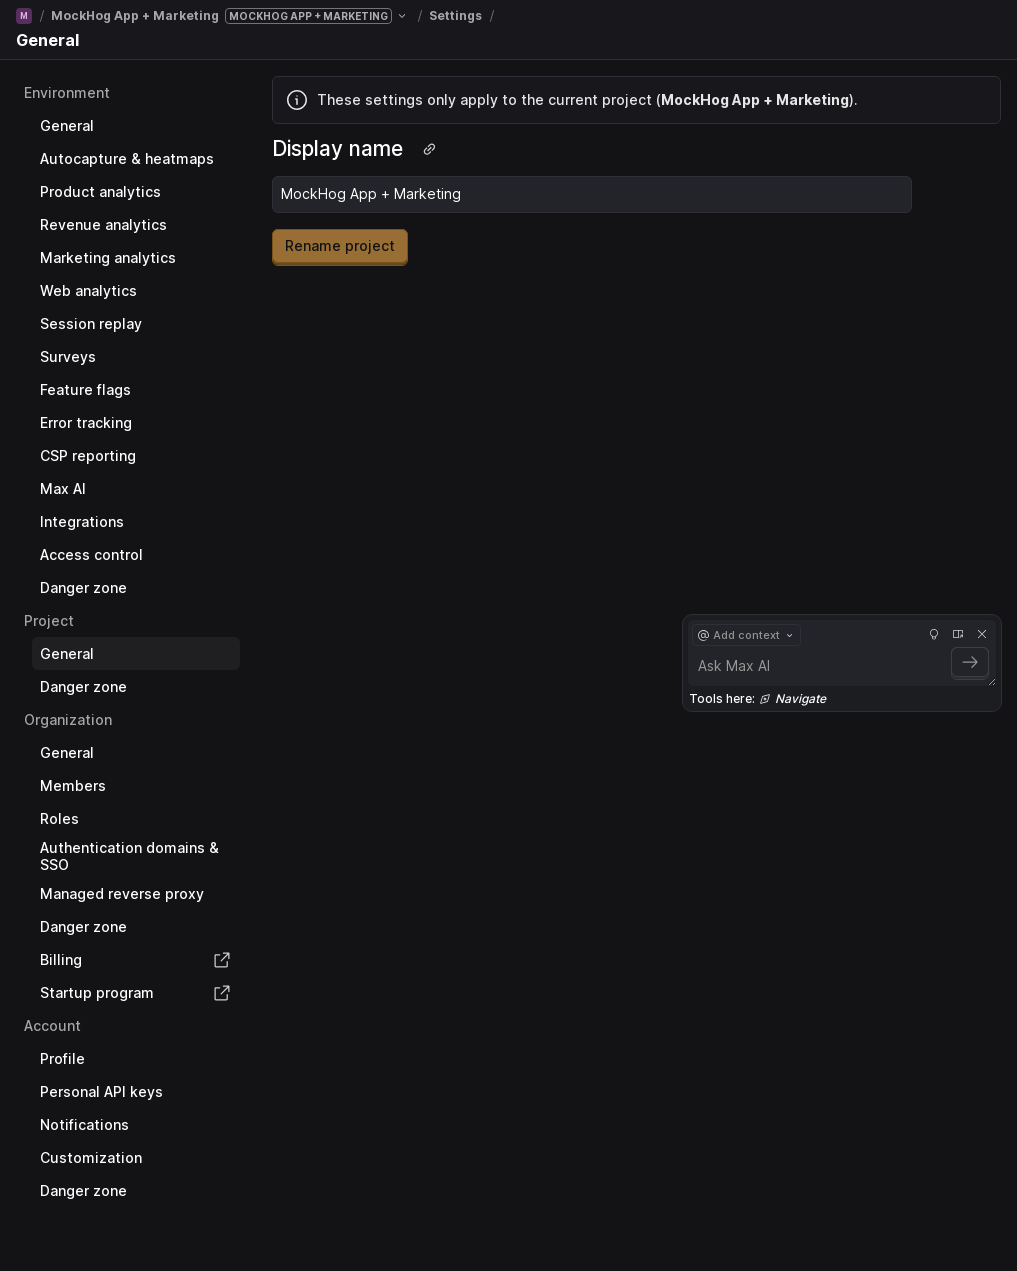 M / MockHog App + Marketing MOCKHOG APP + MARKETING / Settings /
General
Environment
General
Autocapture & heatmaps
Product analytics
Revenue analytics
Marketing analytics
Web analytics
Session replay
Surveys
Feature flags
Error tracking
CSP reporting
Max AI
Integrations
Access control
Danger zone
Project
General
Danger zone
Organization
General
Members
Roles
Authentication domains &
SSO
Managed reverse proxy
Danger zone
Billing
Startup program
Account
Profile
Personal API keys
Notifications
Customization
Danger zone
These settings only apply to the current project (MockHog App + Marketing).
Display name
MockHog App + Marketing
Rename project
@ Add context
Ask Max AI
Tools here: Navigate